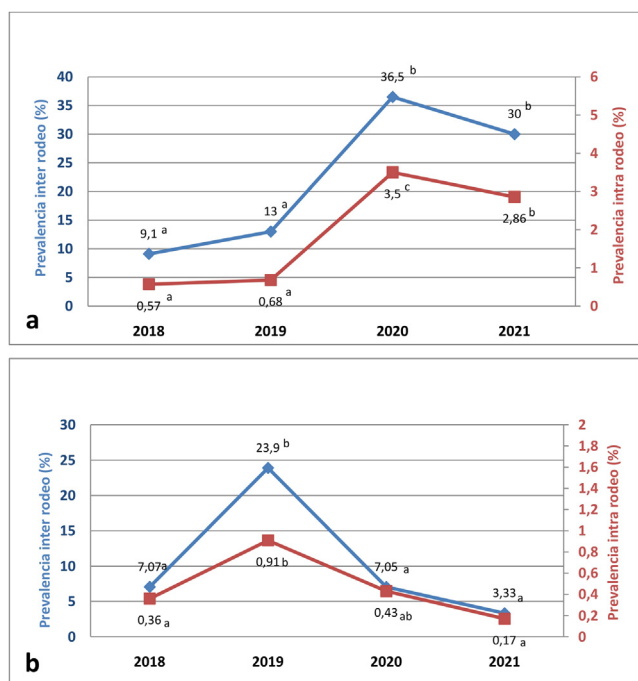 40
35
30
25
20
15
10
5
0
Prevalencia inter rodeo (%)
6
5
4
3
2
1
0
Prevalencia intra rodeo (%)
36,5 b
30 b
13 a
9,1 a
3,5 c
2,86 b
0,57 a
0,68 a
2018 2019 2020 2021
a
30
25
20
15
10
5
0
Prevalencia inter rodeo (%)
2
1,8
1,6
1,4
1,2
1
0,8
0,6
0,4
0,2
0
Prevalencia intra rodeo (%)
23,9 b
7,07a
7,05 a
3,33 a
0,91 b
0,36 a
0,43 ab
0,17 a
2018 2019 2020 2021
b